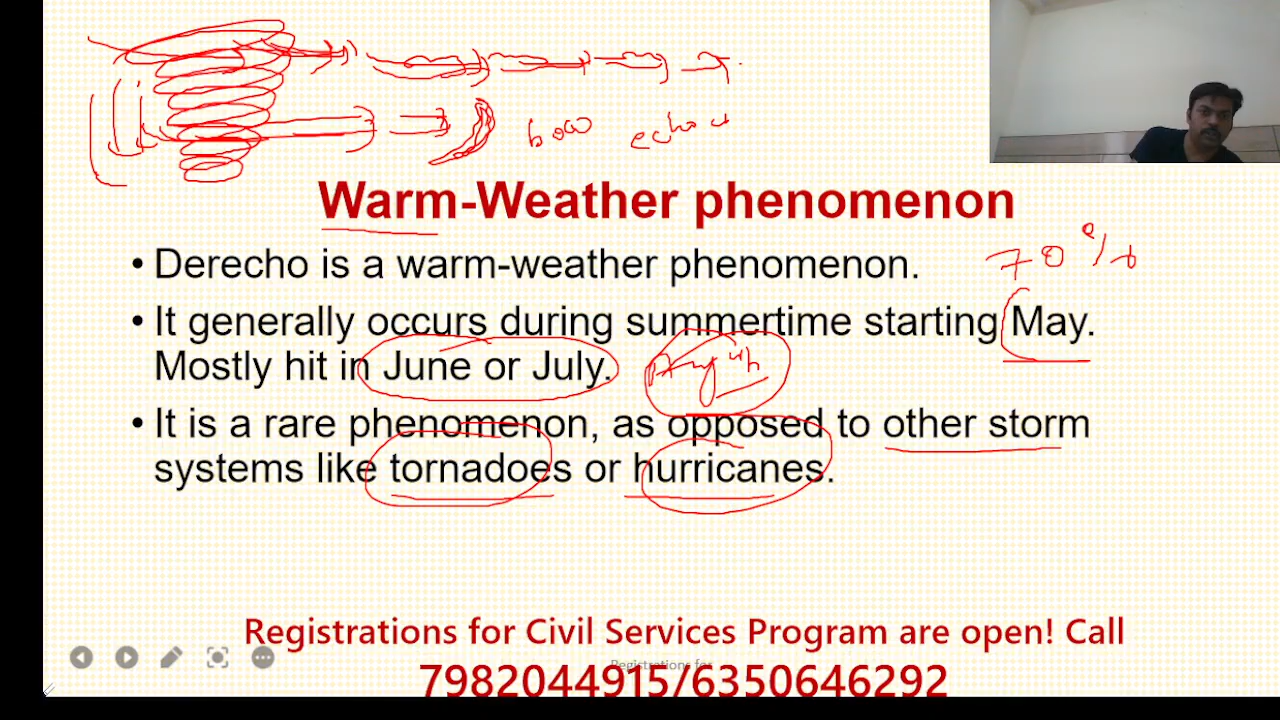 bow echo
Warm-Weather phenomenon
70%
• Derecho is a warm-weather phenomenon.
• It generally occurs during summertime starting May.
Mostly hit in June or July.
• It is a rare phenomenon, as opposed to other storm
systems like tornadoes or hurricanes.
Registrations for Civil Services Program are open! Call
Registrations for
7982044915/6350646292